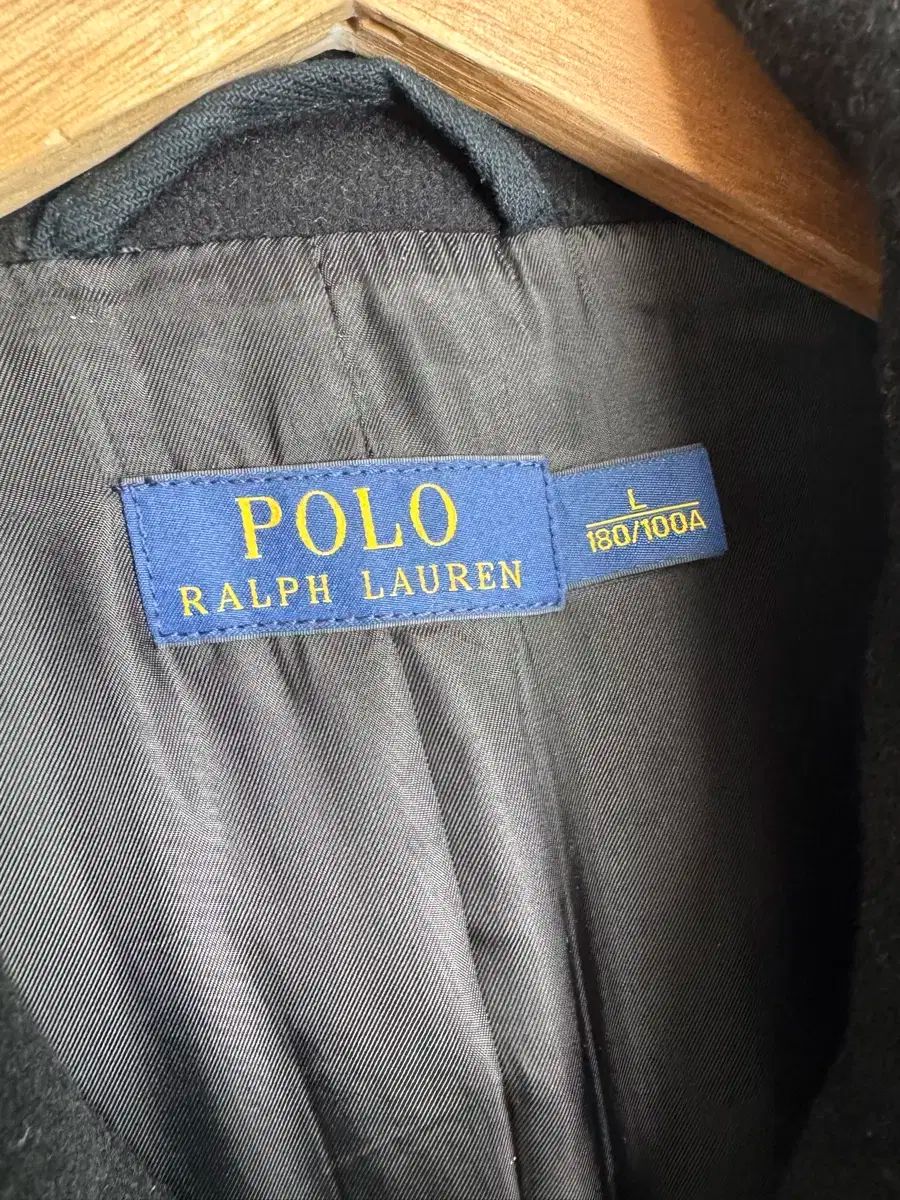 POLO
RALPH LAUREN
L
180/100A